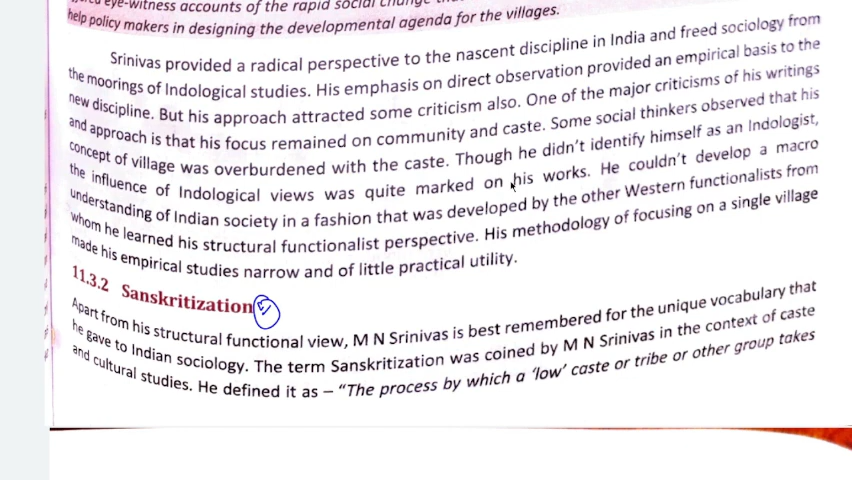 eye-witness accounts of the rapid social change
help policy makers in designing the developmental agenda for the villages.
Srinivas provided a radical perspective to the nascent discipline in India and freed sociology from
the moorings of Indological studies. His emphasis on direct observation provided an empirical basis to the
new discipline. But his approach attracted some criticism also. One of the major criticisms of his writings
and approach is that his focus remained on community and caste. Some social thinkers observed that his
concept of village was overburdened with the caste. Though he didn't identify himself as an Indologist,
the influence of Indological views was quite marked on his works. He couldn't develop a macro
understanding of Indian society in a fashion that was developed by the other Western functionalists from
whom he learned his structural functionalist perspective. His methodology of focusing on a single village
made his empirical studies narrow and of little practical utility.
11.3.2 Sanskritization
Apart from his structural functional view, M N Srinivas is best remembered for the unique vocabulary that
he gave to Indian sociology. The term Sanskritization was coined by M N Srinivas in the context of caste
and cultural studies. He defined it as – “The process by which a ‘low’ caste or tribe or other group takes